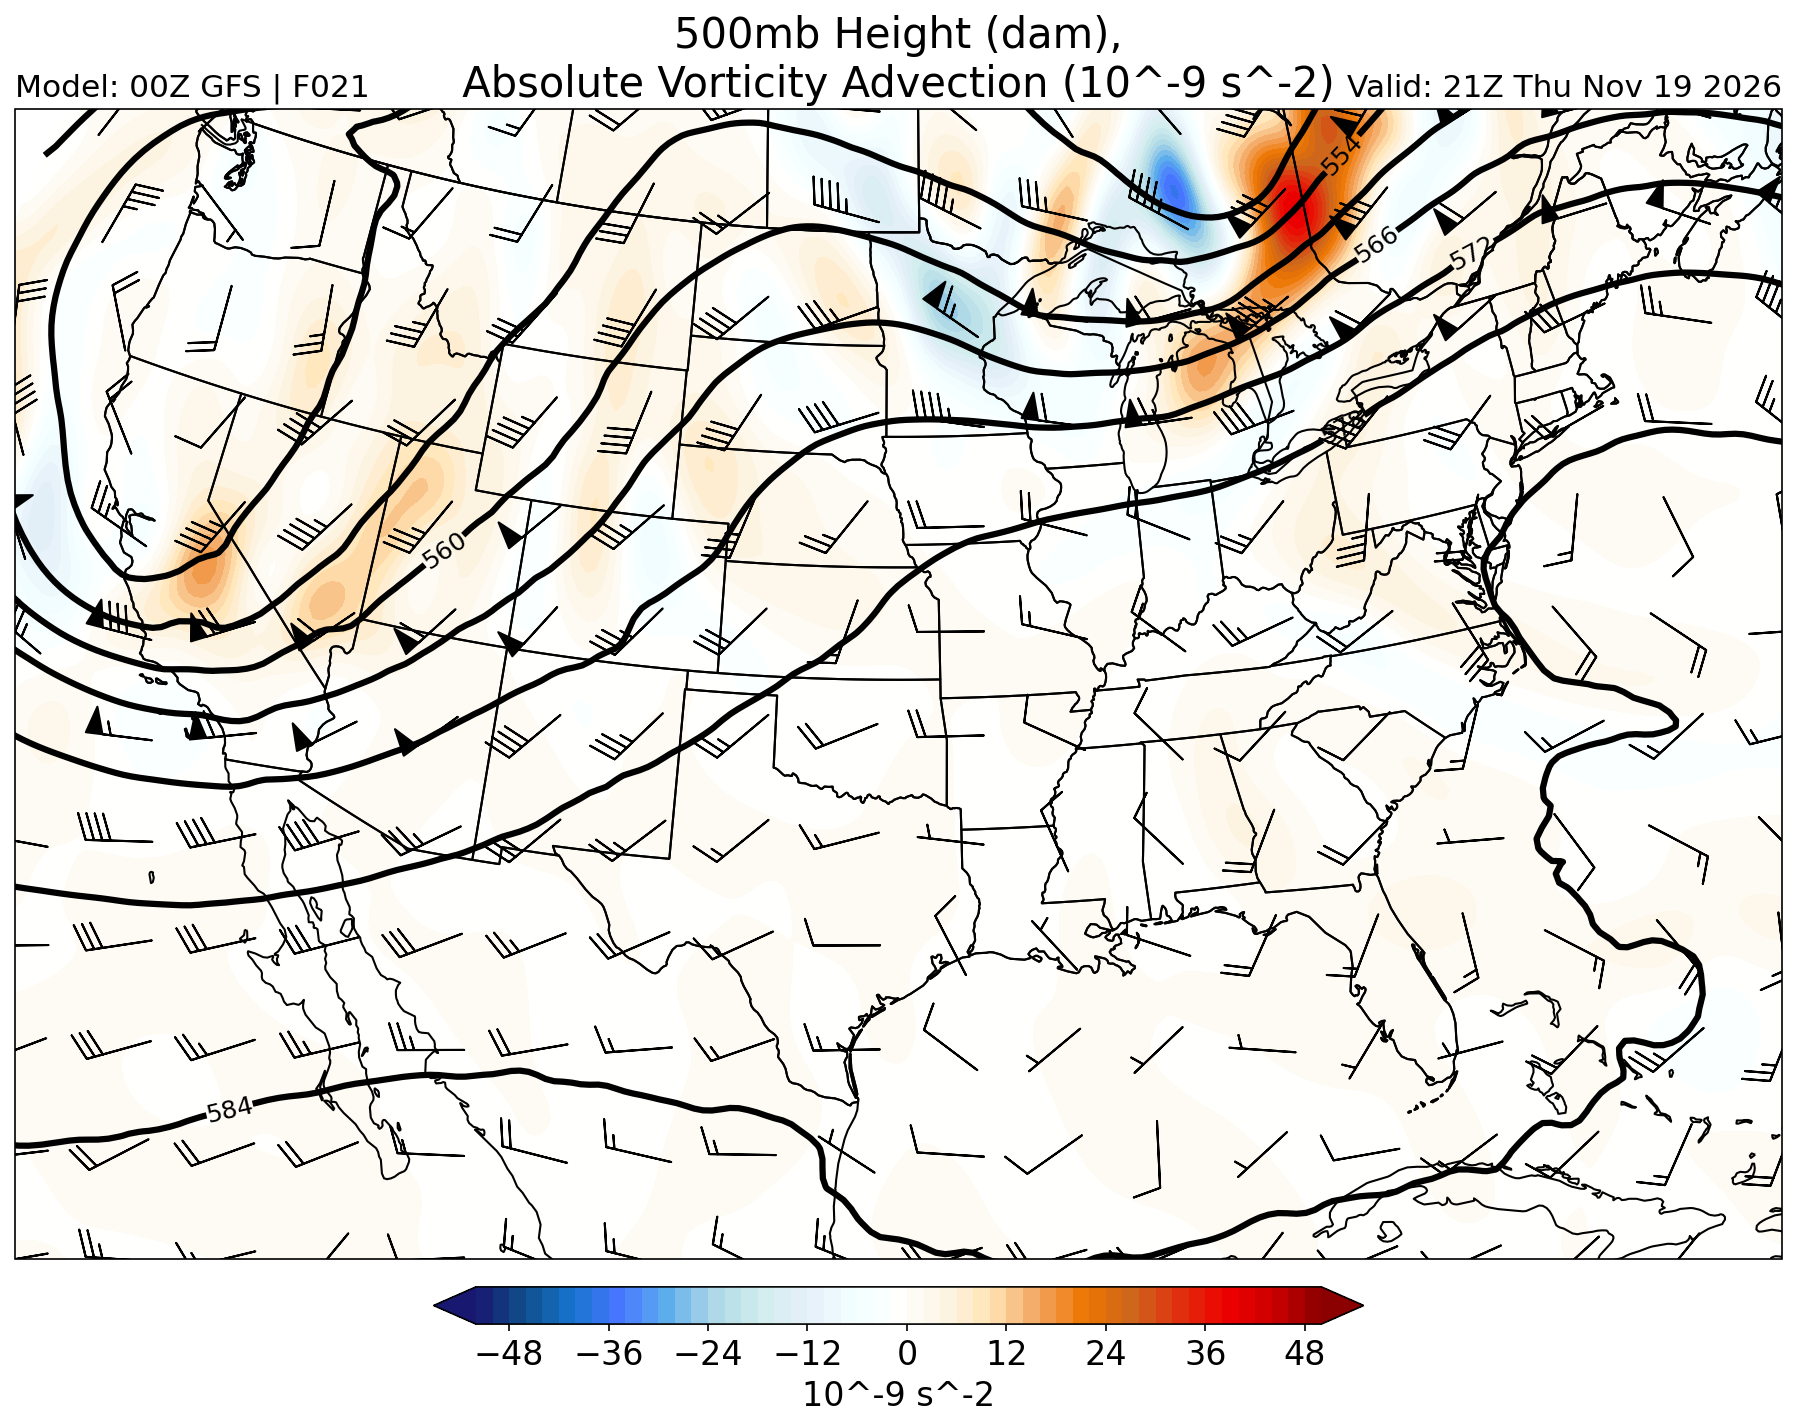 500mb Height (dam),
Model: 00Z GFS | F021
Absolute Vorticity Advection (10^-9 s^-2)
Valid: 21Z Thu Nov 19 2026
554
566
572
560
584
−48 −36 −24 −12 0 12 24 36 48
10^-9 s^-2